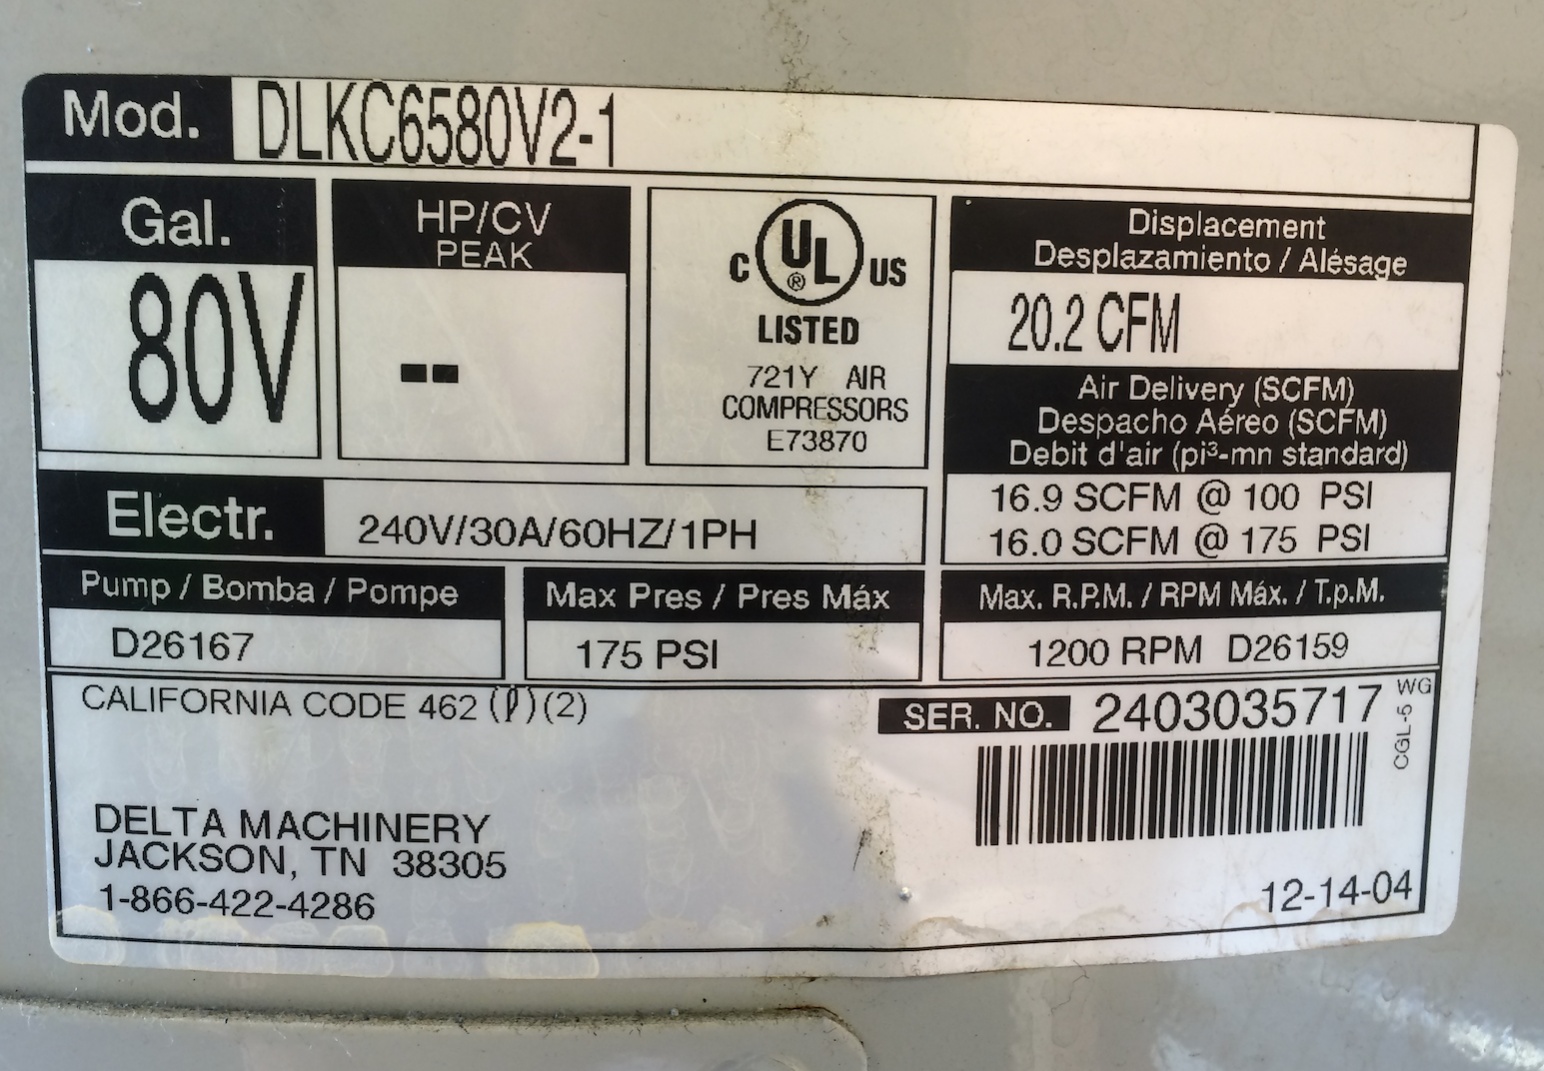 Mod. DLKC6580V2-1
Gal.
80V
HP/CV
PEAK
--
C UL® US
LISTED
721Y AIR
COMPRESSORS
E73870
Displacement
Desplazamiento / Alésage
20.2 CFM
Air Delivery (SCFM)
Despacho Aéreo (SCFM)
Debit d'air (pi³-mn standard)
16.9 SCFM @ 100 PSI
16.0 SCFM @ 175 PSI
Electr. 240V/30A/60HZ/1PH
Pump / Bomba / Pompe
D26167
Max Pres / Pres Máx
175 PSI
Max. R.P.M. / RPM Máx. / T.p.M.
1200 RPM D26159
CALIFORNIA CODE 462 (ℓ)(2)
SER. NO. 2403035717
WG
CGL-5
DELTA MACHINERY
JACKSON, TN 38305
1-866-422-4286
12-14-04